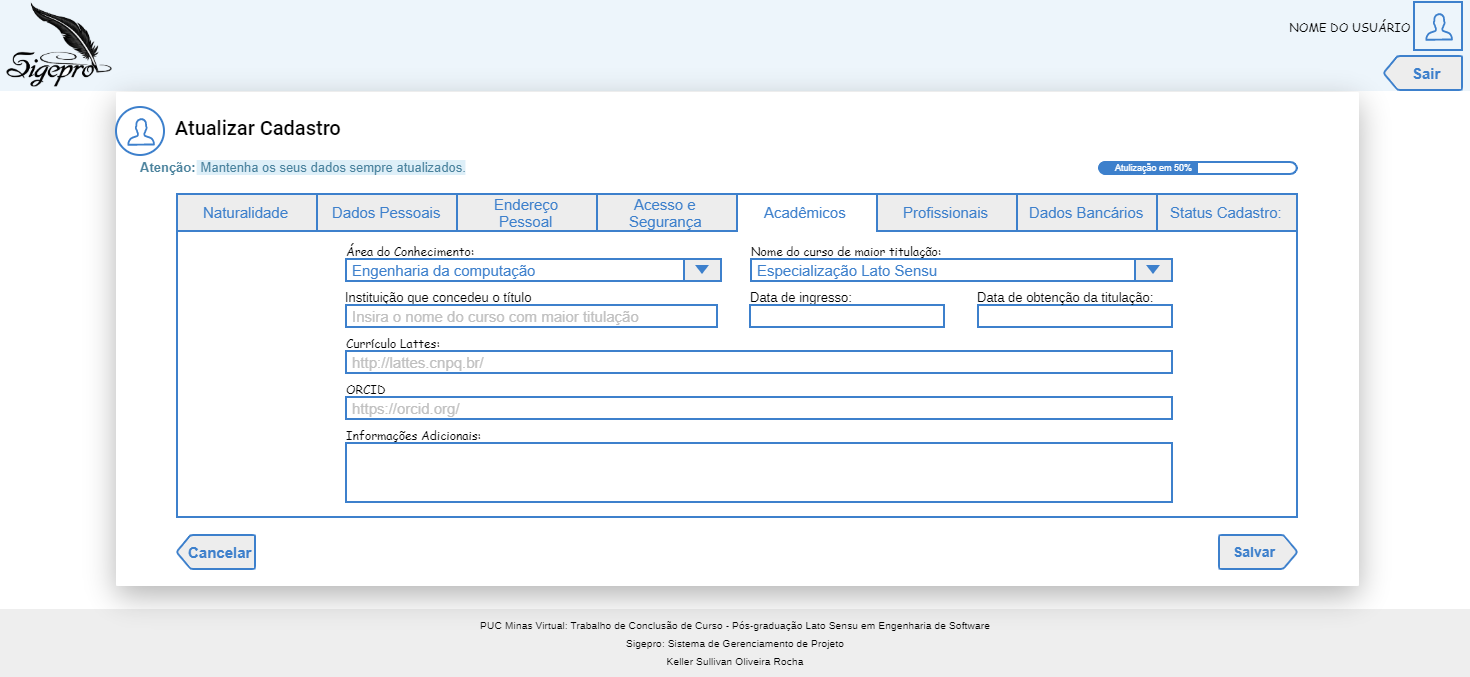 NOME DO USUÁRIO
Sigepro
Sair
Atualizar Cadastro
Atenção: Mantenha os seus dados sempre atualizados.
Atulização em 50%
Naturalidade
Dados Pessoais
Endereço
Pessoal
Acesso e
Segurança
Acadêmicos
Profissionais
Dados Bancários
Status Cadastro:
Área do Conhecimento:
Engenharia da computação
Nome do curso de maior titulação:
Especialização Lato Sensu
Instituição que concedeu o título
Insira o nome do curso com maior titulação
Data de ingresso:
Data de obtenção da titulação:
Currículo Lattes:
http://lattes.cnpq.br/
ORCID
https://orcid.org/
Informações Adicionais:
Cancelar
Salvar
PUC Minas Virtual: Trabalho de Conclusão de Curso - Pós-graduação Lato Sensu em Engenharia de Software
Sigepro: Sistema de Gerenciamento de Projeto
Keller Sullivan Oliveira Rocha